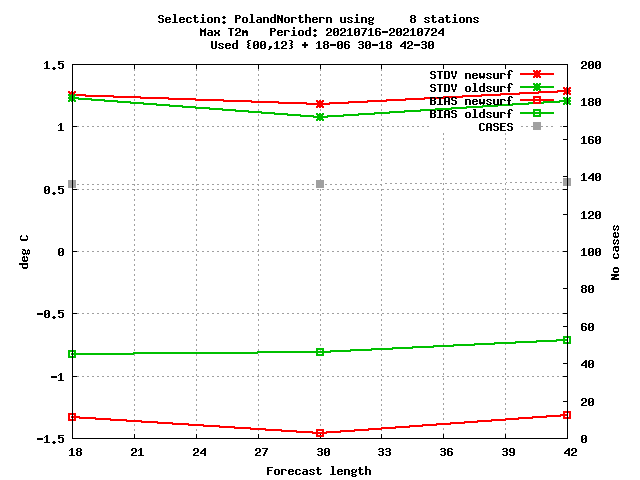 Selection: PolandNorthern using     8 stations
Max T2m   Period: 20210716-20210724
Used {00,12} + 18-06 30-18 42-30
STDV newsurf
STDV oldsurf
BIAS newsurf
BIAS oldsurf
CASES
deg C
1.5
1
0.5
0
-0.5
-1
-1.5
No cases
200
180
160
140
120
100
80
60
40
20
0
18 21 24 27 30 33 36 39 42
Forecast length